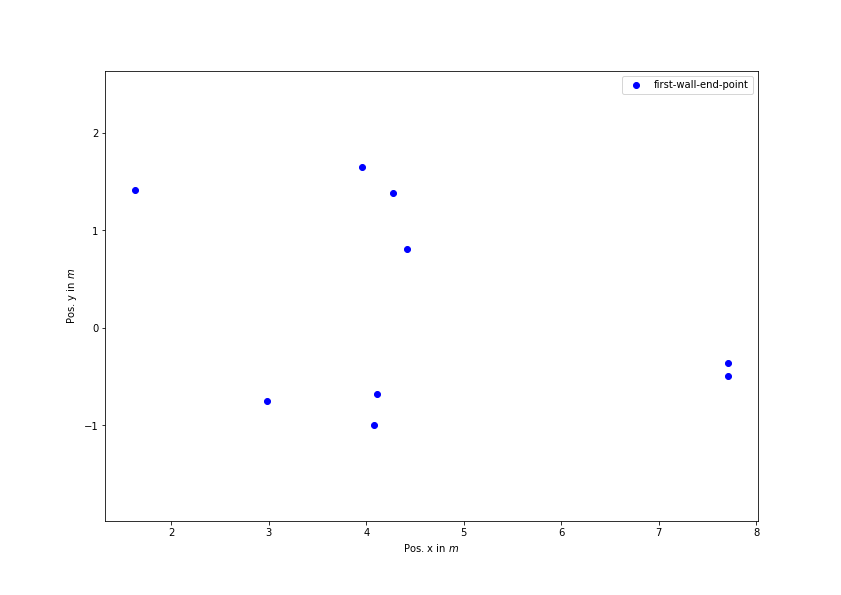 first-wall-end-point
2
1
0
−1
Pos. y in m
2 3 4 5 6 7 8
Pos. x in m